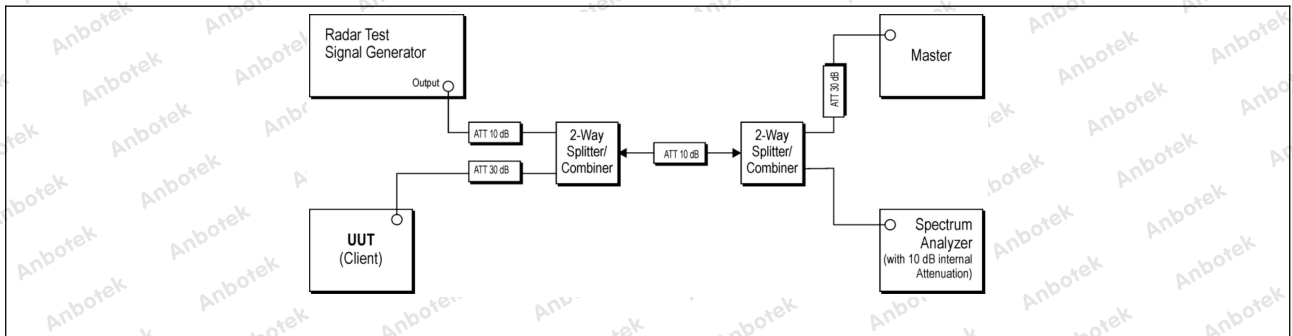 Radar Test
Signal Generator
Output
ATT 10 dB
ATT 30 dB
2-Way
Splitter/
Combiner
ATT 10 dB
2-Way
Splitter/
Combiner
ATT 30 dB
Master
UUT
(Client)
Spectrum
Analyzer
(with 10 dB internal
Attenuation)
Anbotek